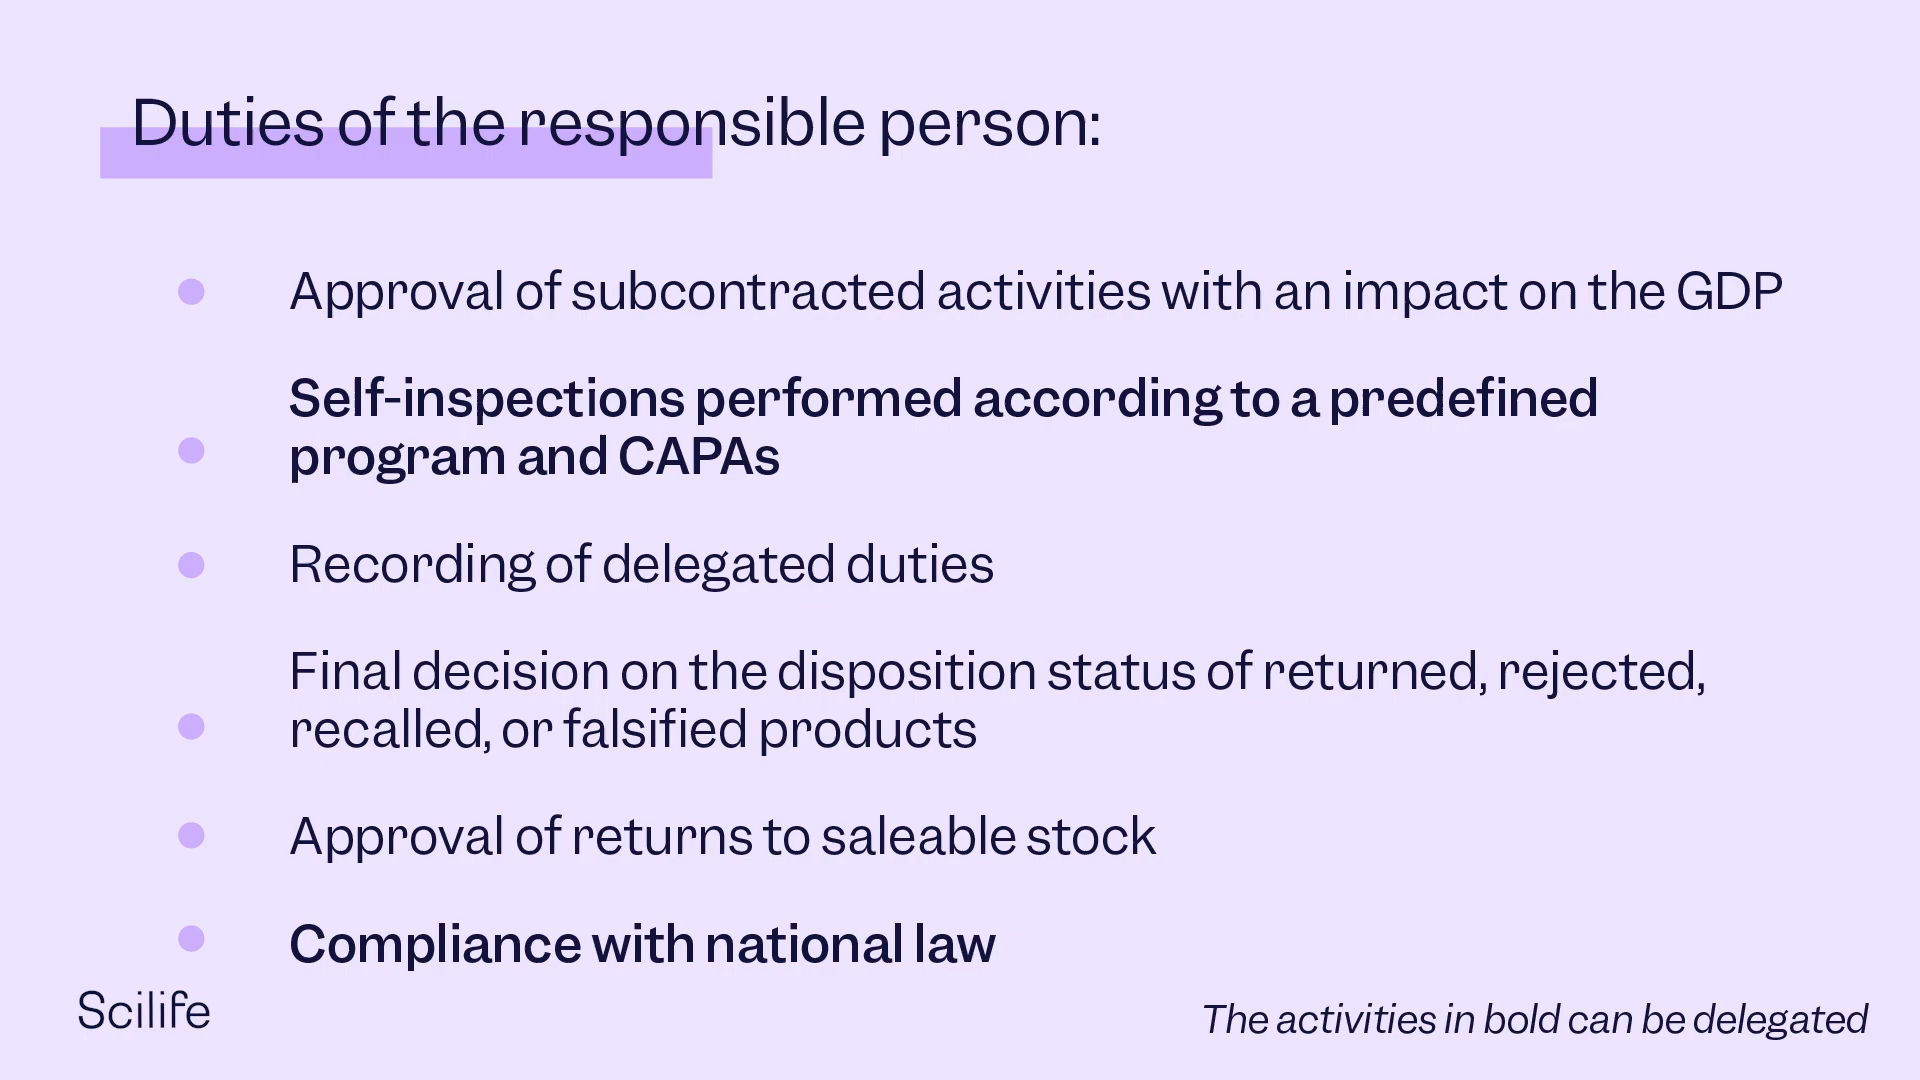 Duties of the responsible person:
Approval of subcontracted activities with an impact on the GDP
Self-inspections performed according to a predefined
program and CAPAs
Recording of delegated duties
Final decision on the disposition status of returned, rejected,
recalled, or falsified products
Approval of returns to saleable stock
Compliance with national law
Scilife
The activities in bold can be delegated